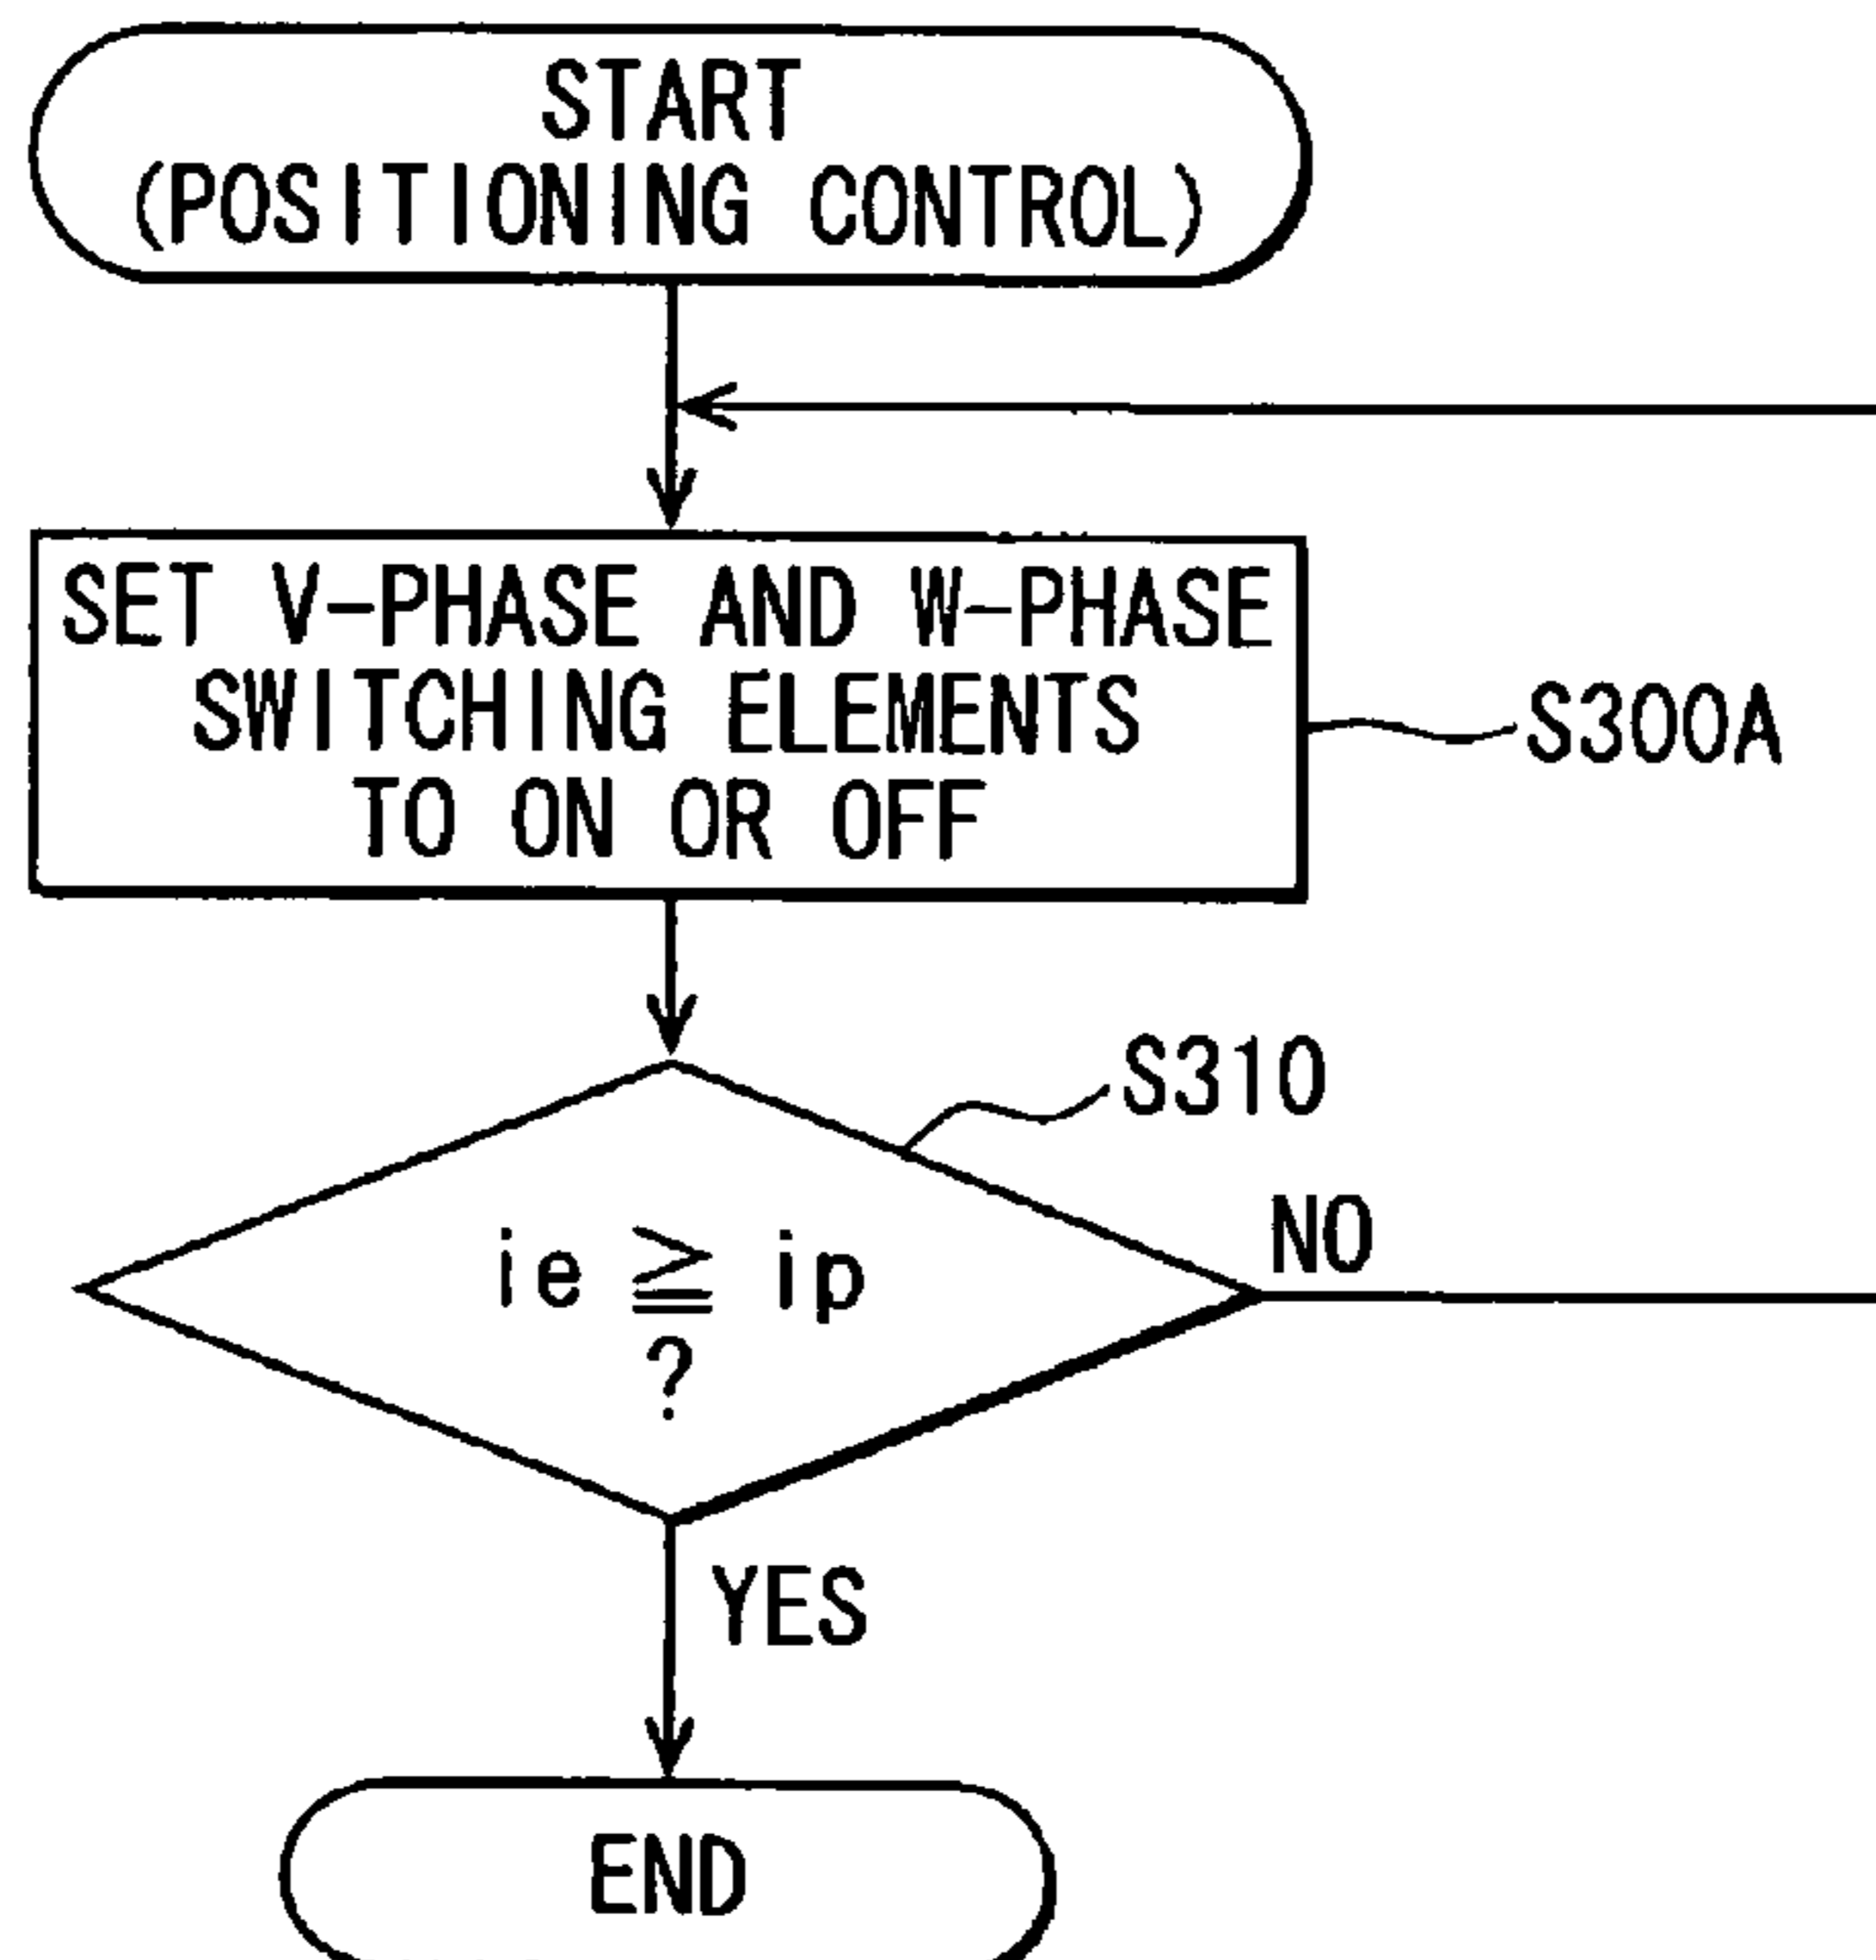 START
(POSITIONING CONTROL)
SET V-PHASE AND W-PHASE
SWITCHING ELEMENTS
TO ON OR OFF
S300A
S310
ie ≧ ip
?
NO
YES
END